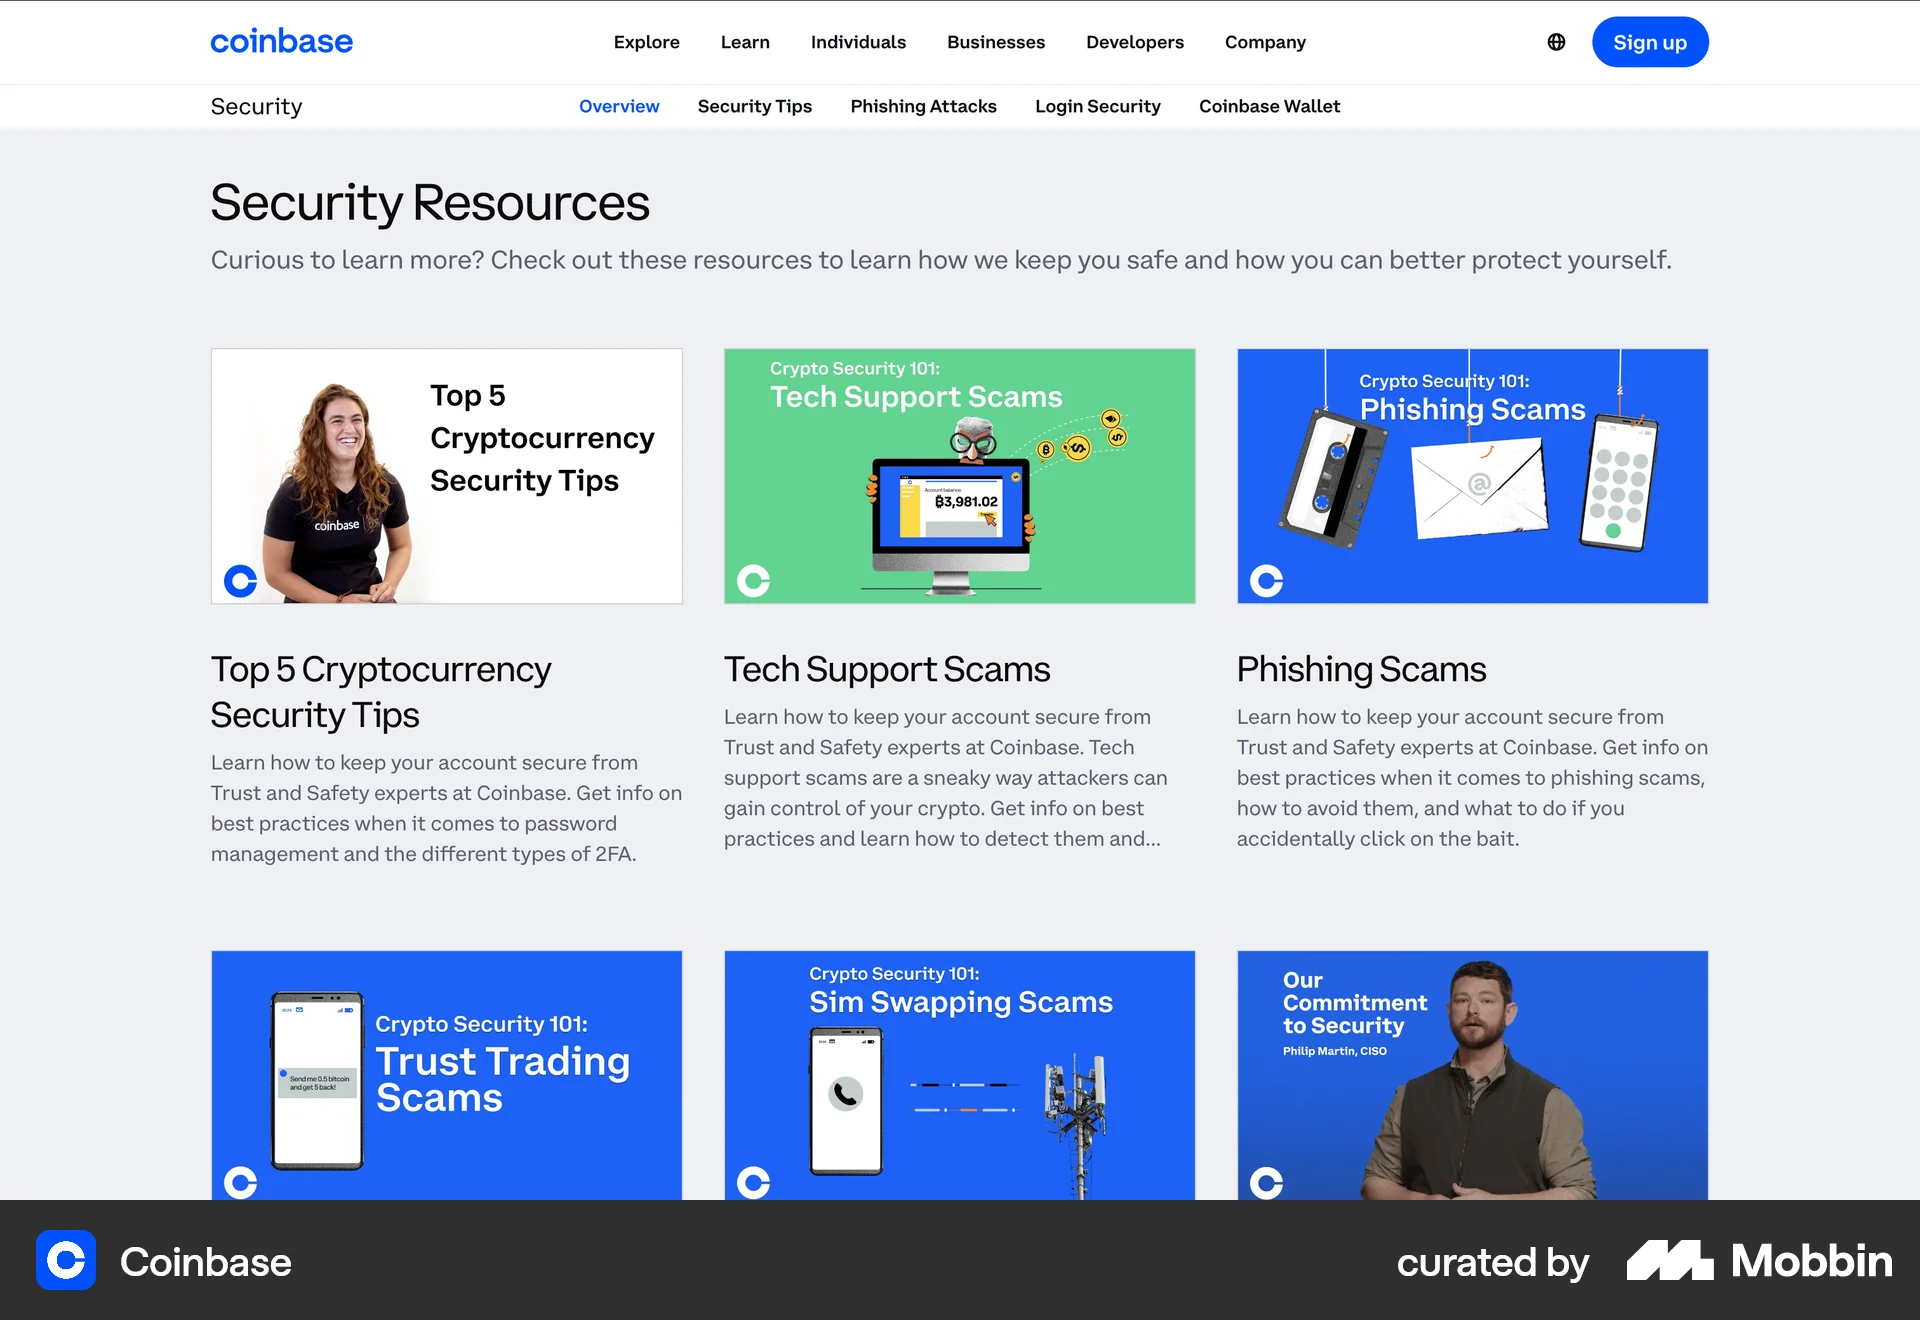 coinbase
Explore
Learn
Individuals
Businesses
Developers
Company
Sign up
Security
Overview
Security Tips
Phishing Attacks
Login Security
Coinbase Wallet
Security Resources
Curious to learn more? Check out these resources to learn how we keep you safe and how you can better protect yourself.
Top 5
Cryptocurrency
Security Tips
coinbase
Crypto Security 101:
Tech Support Scams
Account balance:
₿3,981.02
Crypto Security 101:
Phishing Scams
@
Top 5 Cryptocurrency
Security Tips
Learn how to keep your account secure from
Trust and Safety experts at Coinbase. Get info on
best practices when it comes to password
management and the different types of 2FA.
Tech Support Scams
Learn how to keep your account secure from
Trust and Safety experts at Coinbase. Tech
support scams are a sneaky way attackers can
gain control of your crypto. Get info on best
practices and learn how to detect them and...
Phishing Scams
Learn how to keep your account secure from
Trust and Safety experts at Coinbase. Get info on
best practices when it comes to phishing scams,
how to avoid them, and what to do if you
accidentally click on the bait.
Crypto Security 101:
Trust Trading
Scams
Send me 0.5 bitcoin
and get 5 back!
Crypto Security 101:
Sim Swapping Scams
Our
Commitment
to Security
Philip Martin, CISO
Coinbase
curated by
Mobbin